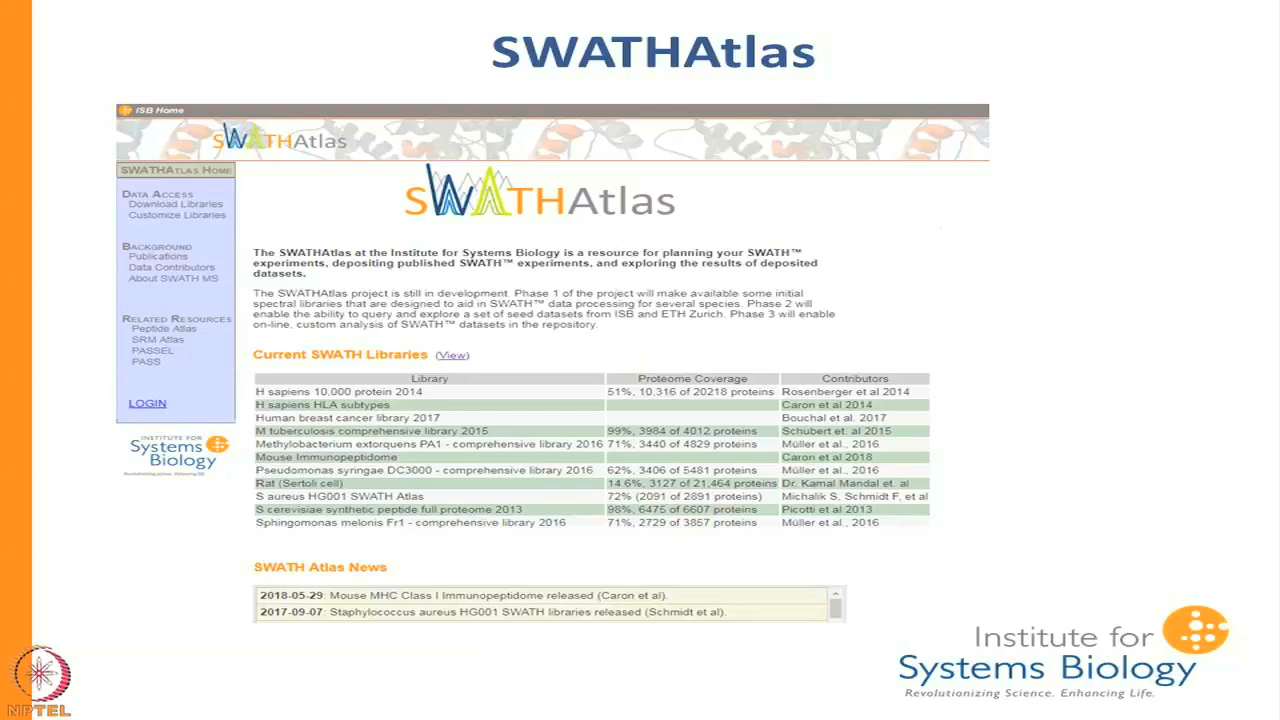 SWATHAtlas
ISB Home
SWATHAtlas
SWATHAtlas Home
Data Access
Download Libraries
Customize Libraries
Background
Publications
Data Contributors
About SWATH MS
Related Resources
Peptide Atlas
SRM Atlas
PASSEL
PASS
LOGIN
INSTITUTE FOR
Systems Biology
SWATHAtlas
The SWATHAtlas at the Institute for Systems Biology is a resource for planning your SWATH™
experiments, depositing published SWATH™ experiments, and exploring the results of deposited
datasets.
The SWATHAtlas project is still in development. Phase 1 of the project will make available some initial
spectral libraries that are designed to aid in SWATH™ data processing for several species. Phase 2 will
enable the ability to query and explore a set of seed datasets from ISB and ETH Zurich. Phase 3 will enable
on-line, custom analysis of SWATH™ datasets in the repository.
Current SWATH Libraries (View)
Library Proteome Coverage Contributors
H sapiens 10,000 protein 2014 51%, 10,316 of 20218 proteins Rosenberger et al 2014
H sapiens HLA subtypes Caron et al 2014
Human breast cancer library 2017 Bouchal et al. 2017
M tuberculosis comprehensive library 2015 99%, 3984 of 4012 proteins Schubert et. al 2015
Methylobacterium extorquens PA1 - comprehensive library 2016 71%, 3440 of 4829 proteins Müller et al., 2016
Mouse Immunopeptidome Caron et al 2018
Pseudomonas syringae DC3000 - comprehensive library 2016 62%, 3406 of 5481 proteins Müller et al., 2016
Rat (Sertoli cell) 14.6%, 3127 of 21,464 proteins Dr. Kamal Mandal et. al
S aureus HG001 SWATH Atlas 72% (2091 of 2891 proteins) Michalik S, Schmidt F, et al
S cerevisiae synthetic peptide full proteome 2013 98%, 6475 of 6607 proteins Picotti et al 2013
Sphingomonas melonis Fr1 - comprehensive library 2016 71%, 2729 of 3857 proteins Müller et al., 2016
SWATH Atlas News
2018-05-29: Mouse MHC Class I Immunopeptidome released (Caron et al).
2017-09-07: Staphylococcus aureus HG001 SWATH libraries released (Schmidt et al).
Institute for
Systems Biology
Revolutionizing Science. Enhancing Life.
NPTEL